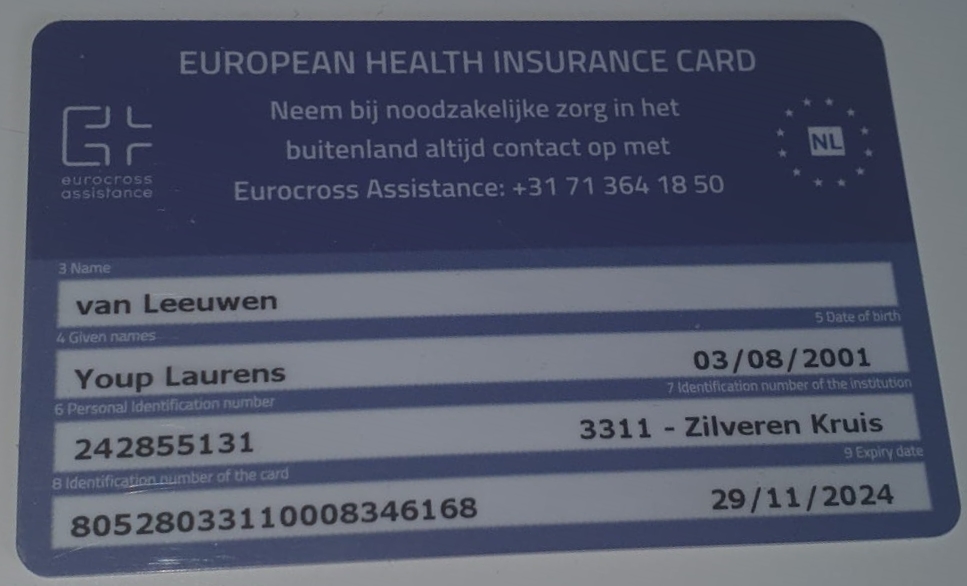 EUROPEAN HEALTH INSURANCE CARD
Neem bij noodzakelijke zorg in het
buitenland altijd contact op met
Eurocross Assistance: +31 71 364 18 50
eurocross
assistance
NL
3 Name
van Leeuwen
4 Given names
5 Date of birth
Youp Laurens
03/08/2001
6 Personal Identification number
7 Identification number of the institution
242855131
3311 - Zilveren Kruis
8 Identification number of the card
9 Expiry date
80528033110008346168
29/11/2024